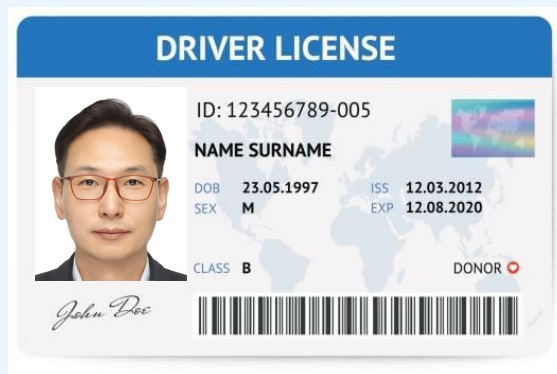 DRIVER LICENSE
ID: 123456789-005
NAME SURNAME
DOB 23.05.1997 ISS 12.03.2012
SEX M EXP 12.08.2020
CLASS B DONOR
John Doe